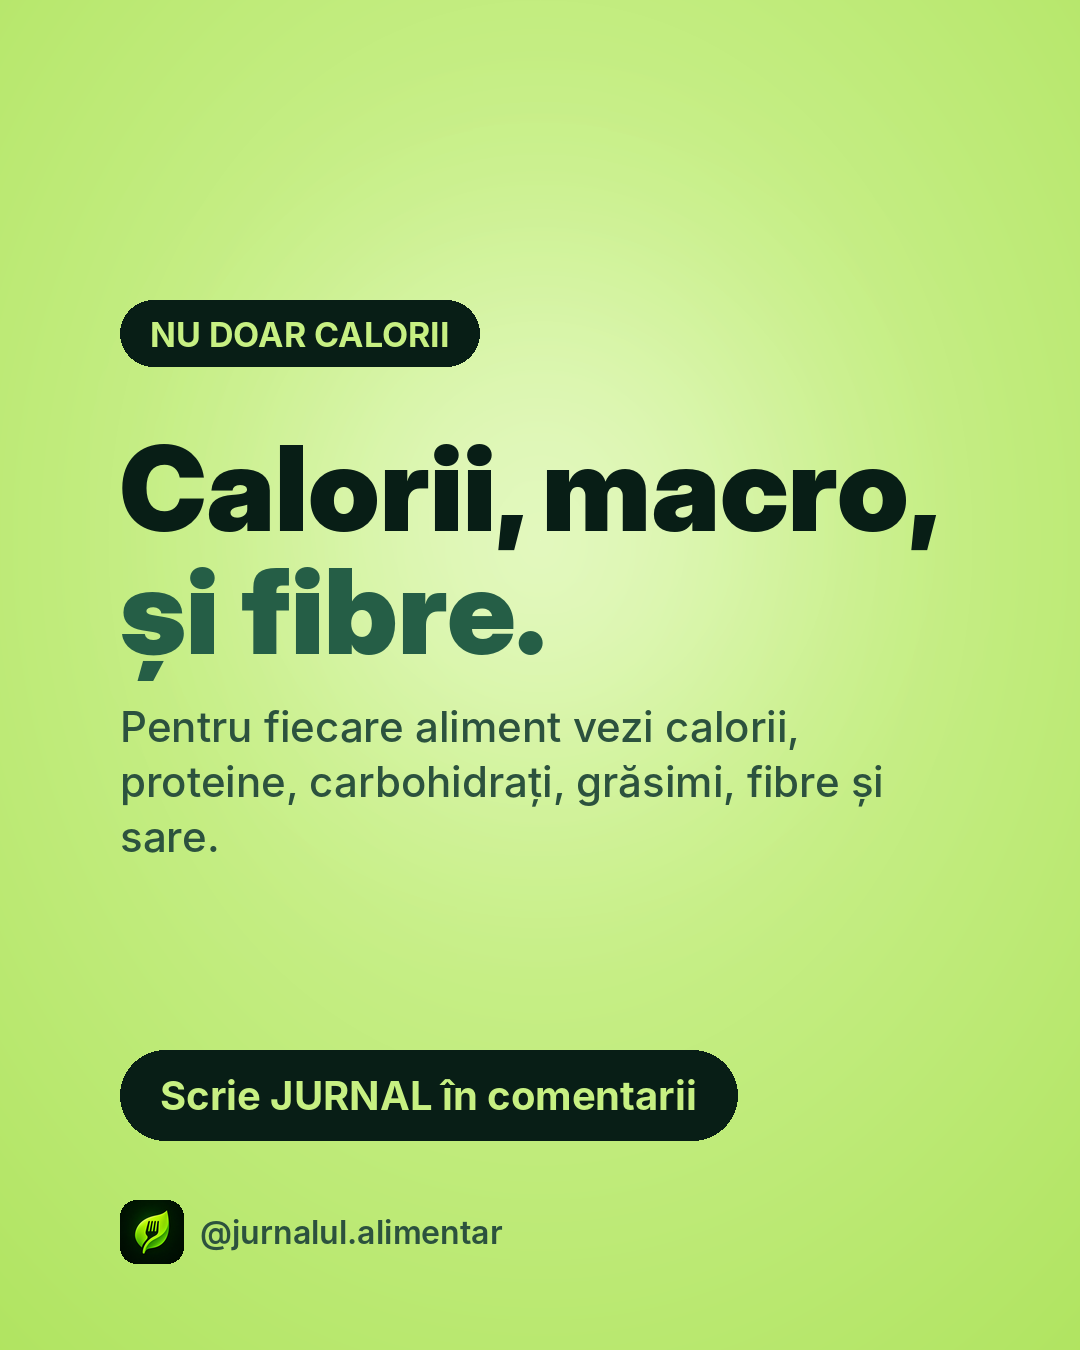 NU DOAR CALORII
Calorii, macro,
și fibre.
Pentru fiecare aliment vezi calorii,
proteine, carbohidrați, grăsimi, fibre și
sare.
Scrie JURNAL în comentarii
@jurnalul.alimentar